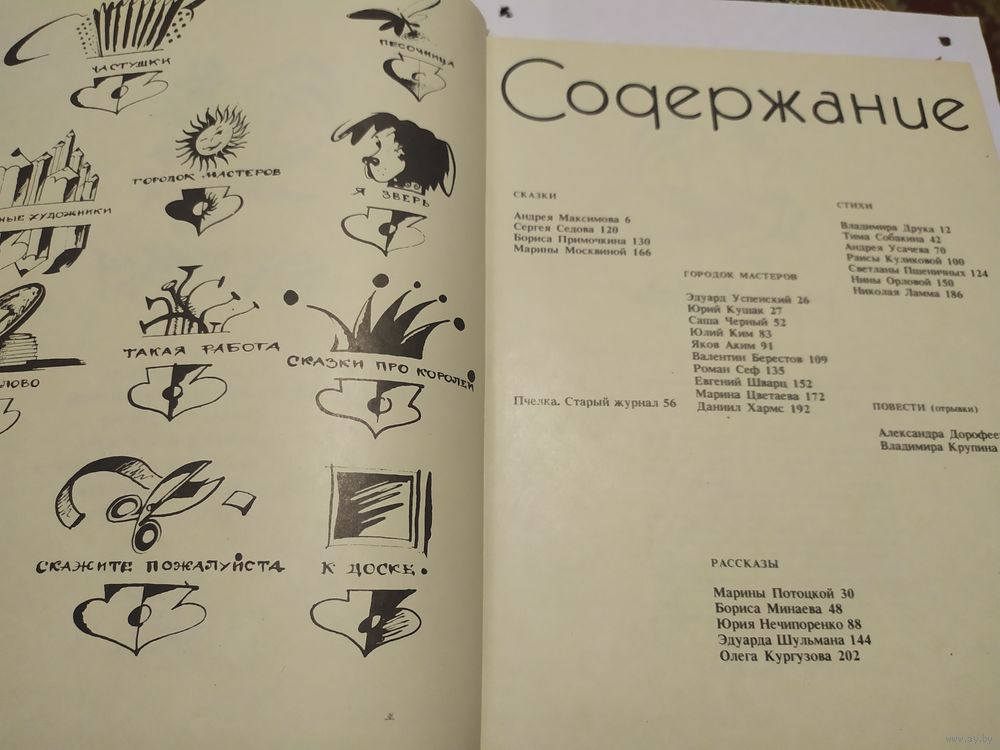 ЧАСТУШКИ
ПЕСОЧНИЦА
ГОРОДОК МАСТЕРОВ
Я ЗВЕРЬ
ХУДОЖНИКИ
ТАКАЯ РАБОТА
СКАЗКИ ПРО КОРОЛЕЙ
СКАЖИТЕ ПОЖАЛУЙСТА
К ДОСКЕ.
Содержание
СКАЗКИ
Андрея Максимова 6
Сергея Седова 120
Бориса Примочкина 130
Марины Москвиной 166
СТИХИ
Владимира Друка 12
Тима Собакина 42
Андрея Усачева 70
Раисы Куликовой 100
Светланы Пшеничных 124
Нины Орловой 150
Николая Ламма 186
ГОРОДОК МАСТЕРОВ
Эдуард Успенский 26
Юрий Кушак 27
Саша Черный 52
Юлий Ким 83
Яков Аким 91
Валентин Берестов 109
Роман Сеф 135
Евгений Шварц 152
Марина Цветаева 172
Даниил Хармс 192
Пчелка. Старый журнал 56
ПОВЕСТИ (отрывки)
Александра
Владимира Крупина
РАССКАЗЫ
Марины Потоцкой 30
Бориса Минаева 48
Юрия Нечипоренко 88
Эдуарда Шульмана 144
Олега Кургузова 202
www.ay.by